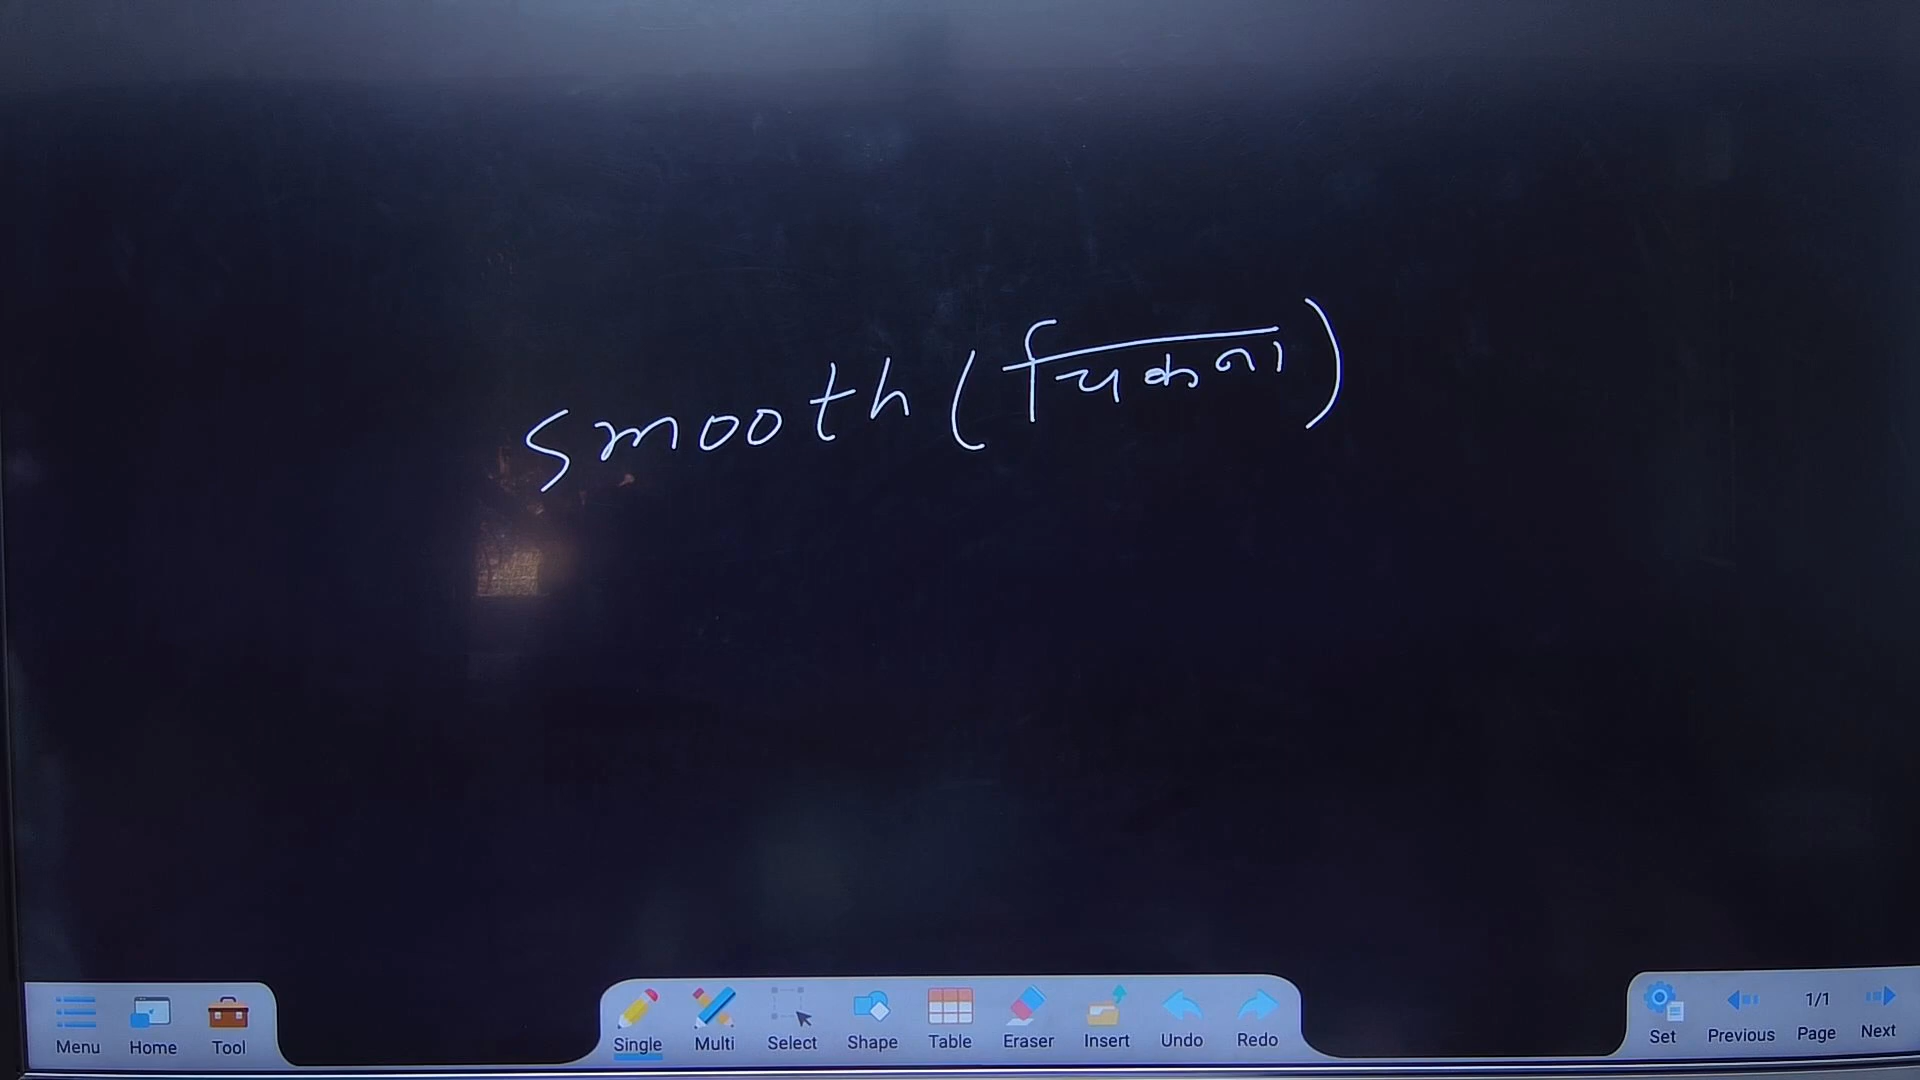 smooth (चिकना)
Menu Home Tool Single Multi Select Shape Table Eraser Insert Undo Redo Set Previous 1/1 Page Next